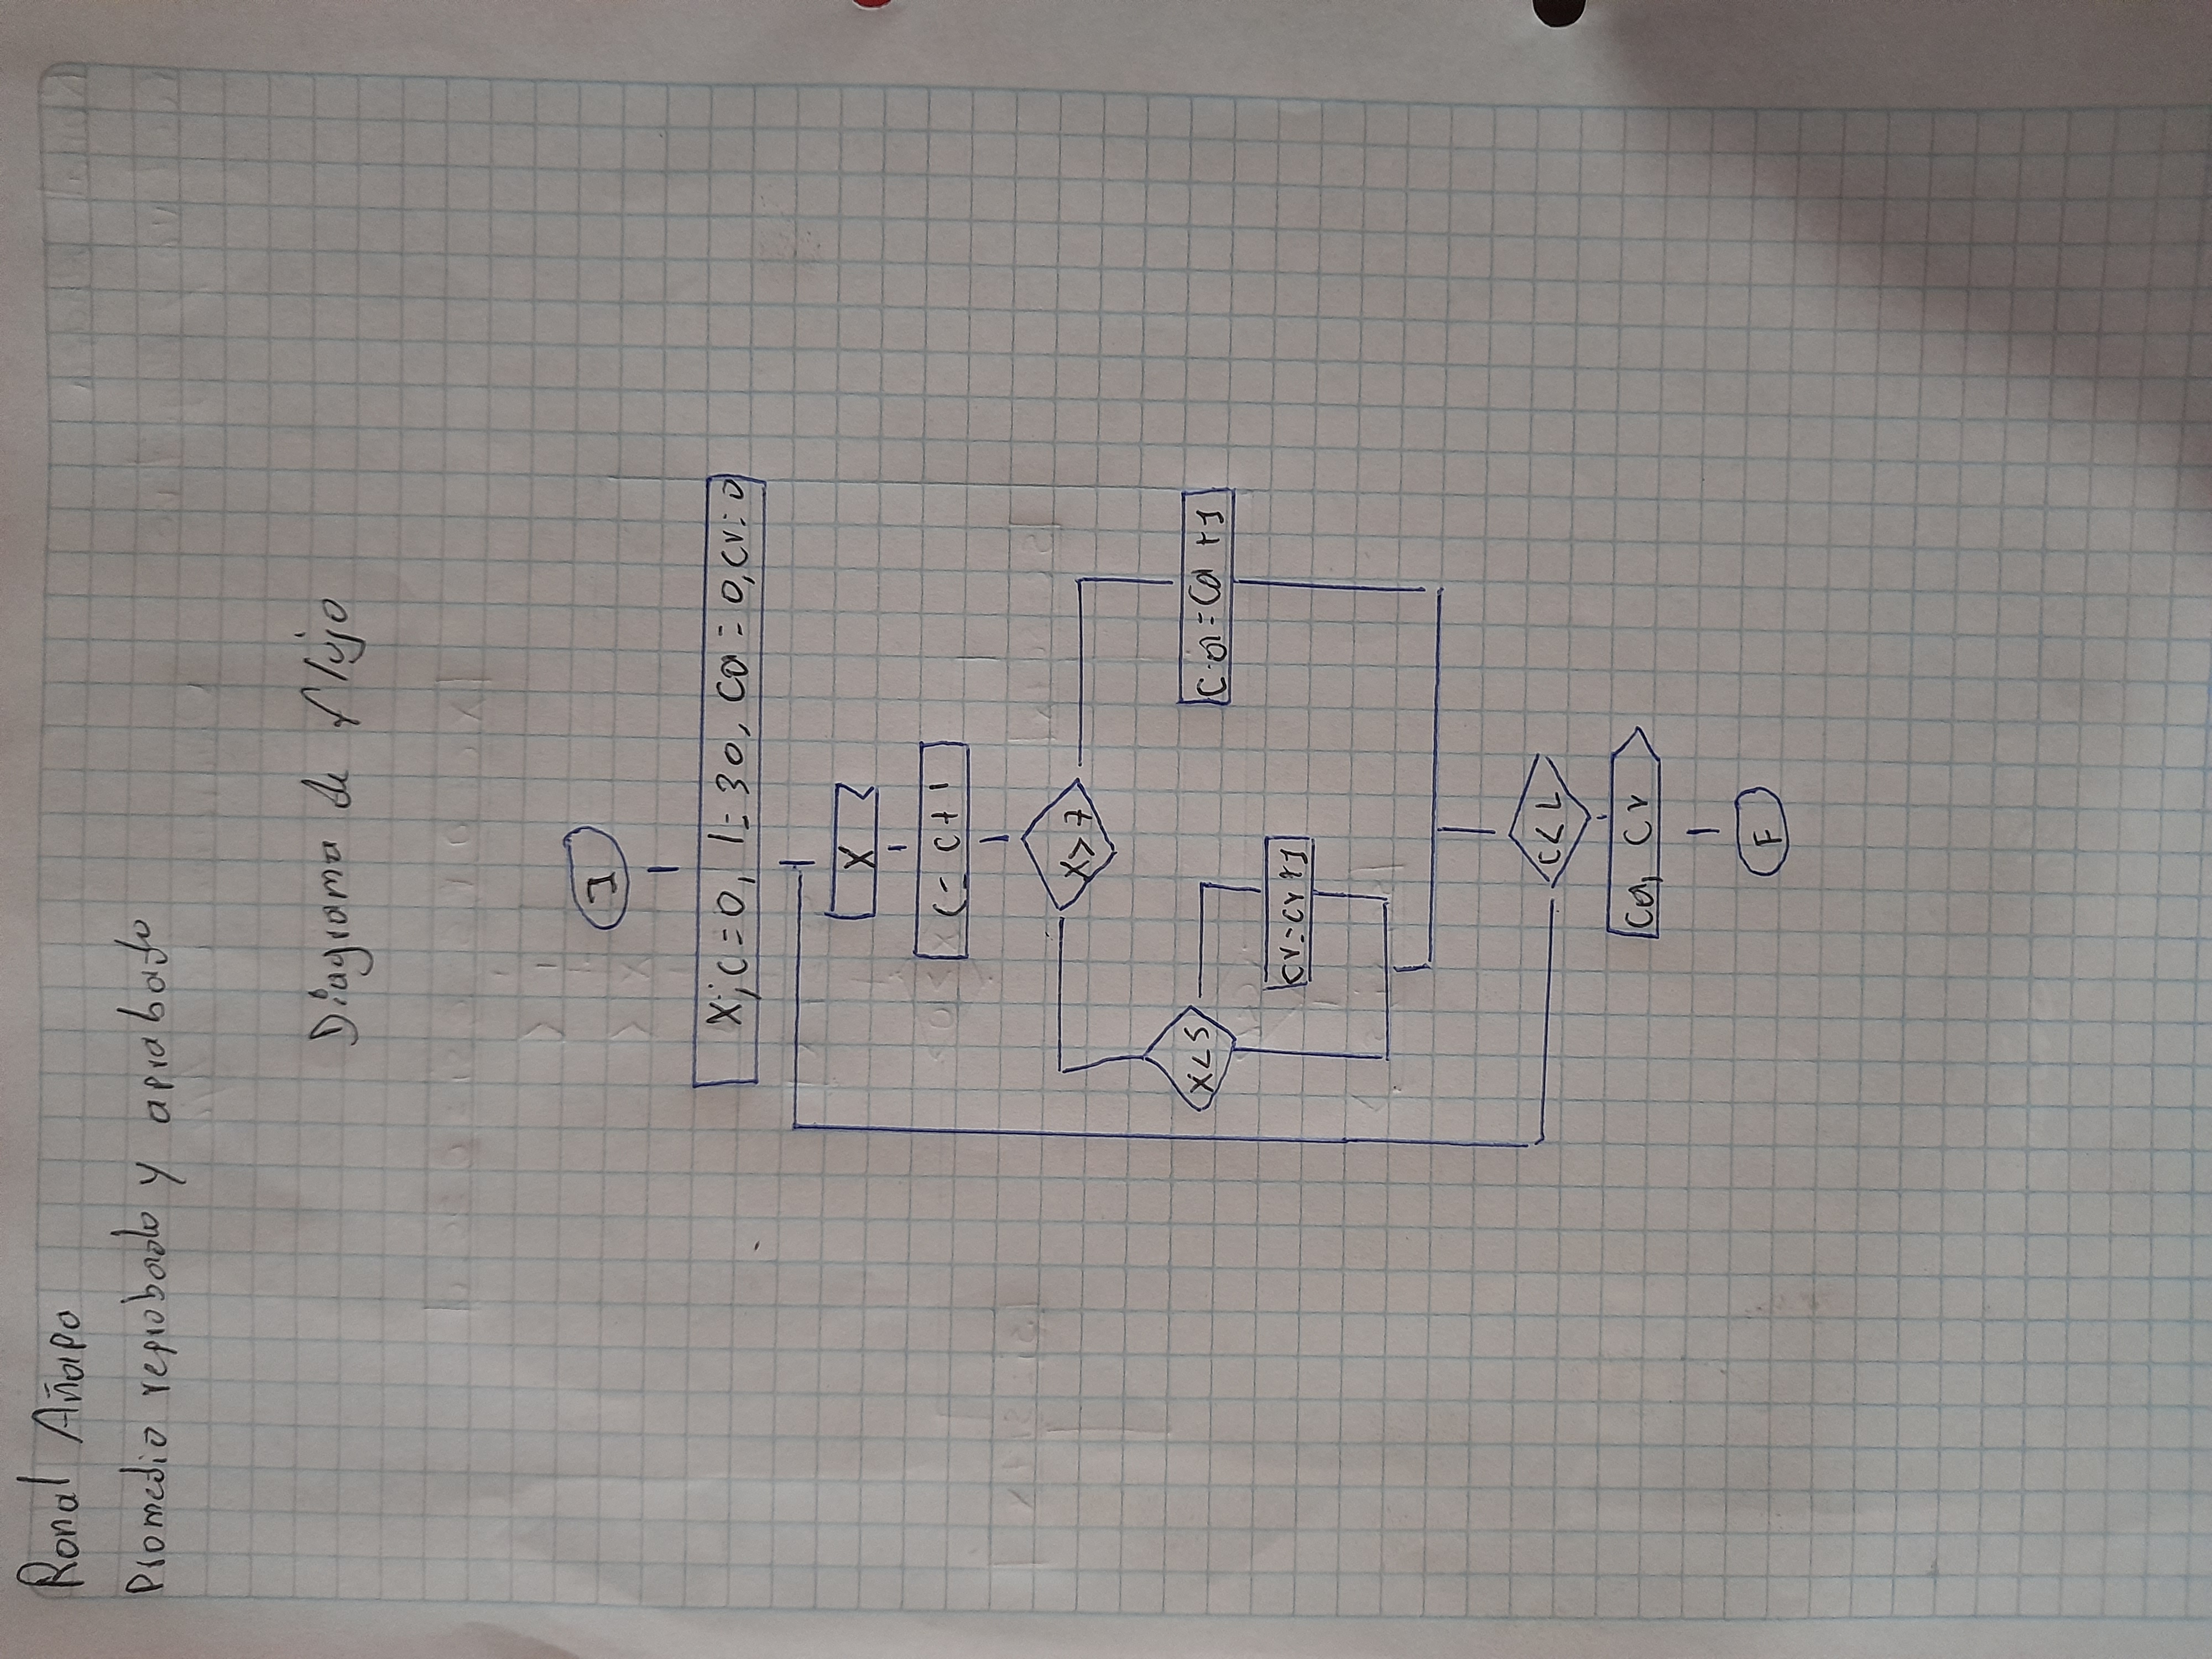 Ronal Añapa
Promedio reprobado y aprobado
Diagrama de flujo
I
X; C=0, l=30, Ca=0, Cr=0
X
C= C+1
X>7
X<5
Ca=Ca+1
Cr=Cr+1
C<L
Ca, Cr
F